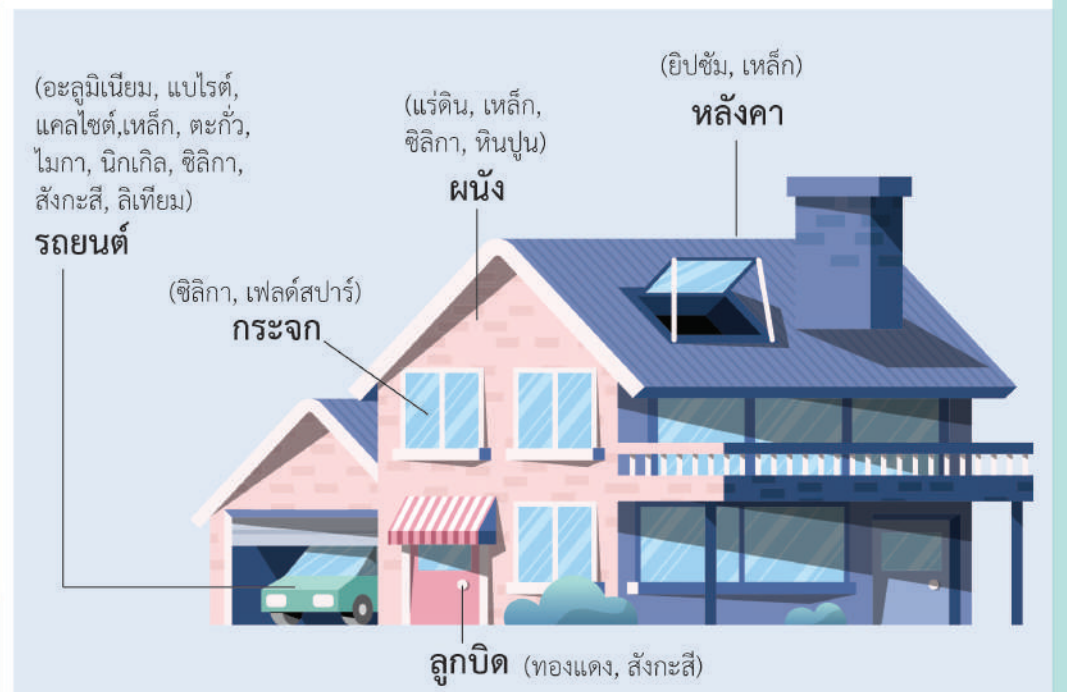 (อะลูมิเนียม, แบไรต์,
แคลไซต์,เหล็ก, ตะกั่ว,
ไมกา, นิกเกิล, ซิลิกา,
สังกะสี, ลิเทียม)
รถยนต์
(ซิลิกา, เฟลด์สปาร์)
กระจก
(แร่ดิน, เหล็ก,
ซิลิกา, หินปูน)
ผนัง
(ยิปซัม, เหล็ก)
หลังคา
ลูกบิด (ทองแดง, สังกะสี)